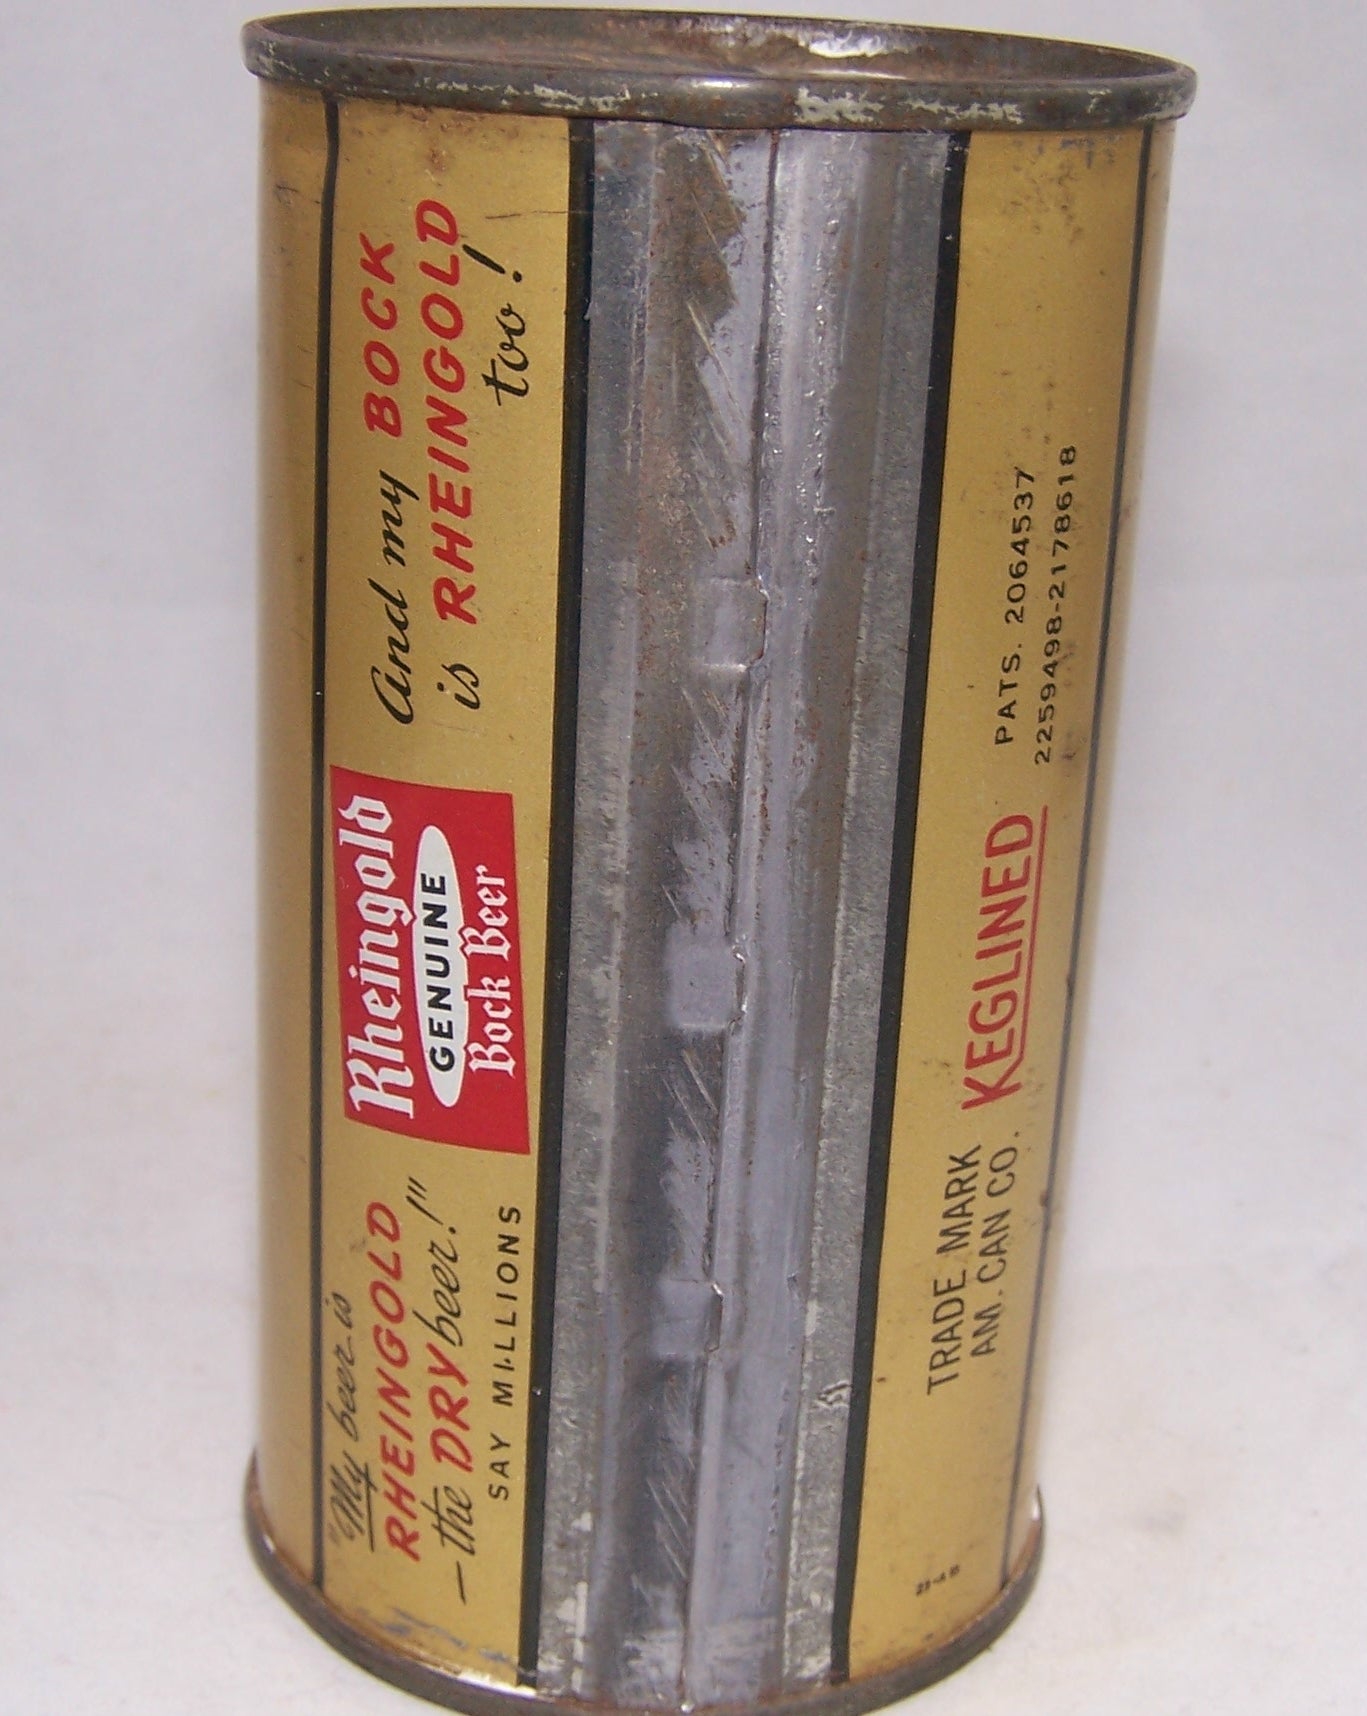 "My beer is
RHEINGOLD
—the DRY beer!"
SAY MILLIONS
Rheingold
GENUINE
Bock Beer
And my BOCK
is RHEINGOLD
too!
TRADE MARK
AM. CAN CO.
KEGLINED
PATS. 2064537
2259498-2178618